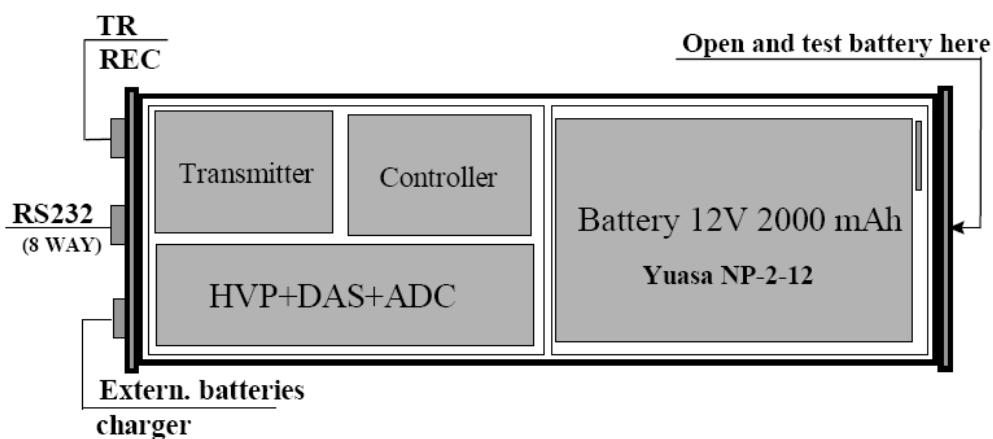 TR
REC
Open and test battery here
Transmitter
Controller
RS232
(8 WAY)
Battery 12V 2000 mAh
Yuasa NP-2-12
HVP+DAS+ADC
Extern. batteries
charger